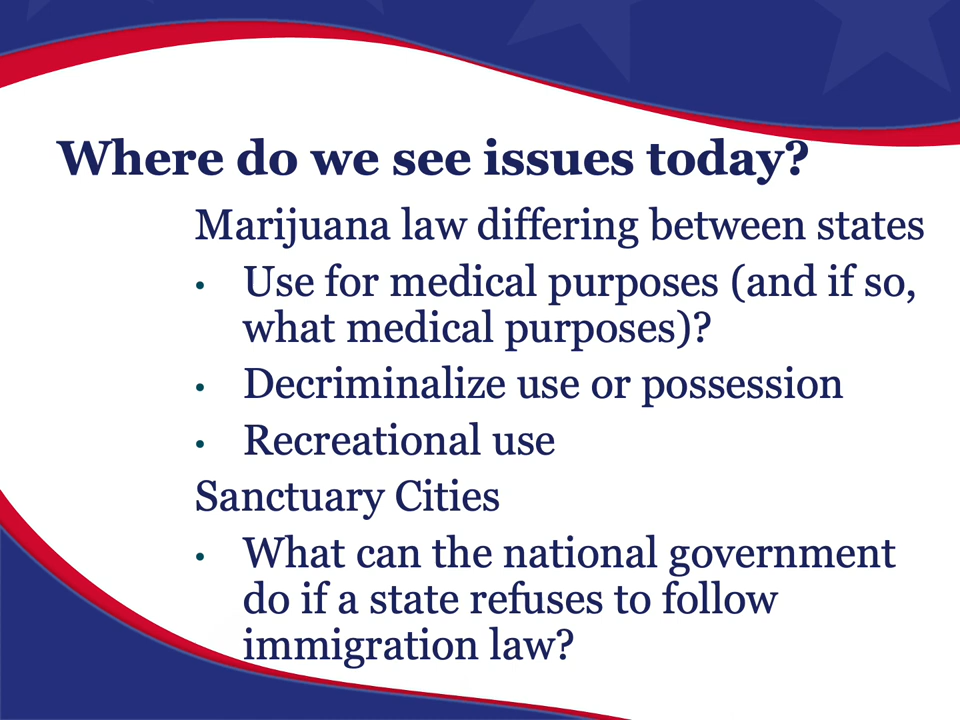 Where do we see issues today?
Marijuana law differing between states
• Use for medical purposes (and if so,
what medical purposes)?
• Decriminalize use or possession
• Recreational use
Sanctuary Cities
• What can the national government
do if a state refuses to follow
immigration law?